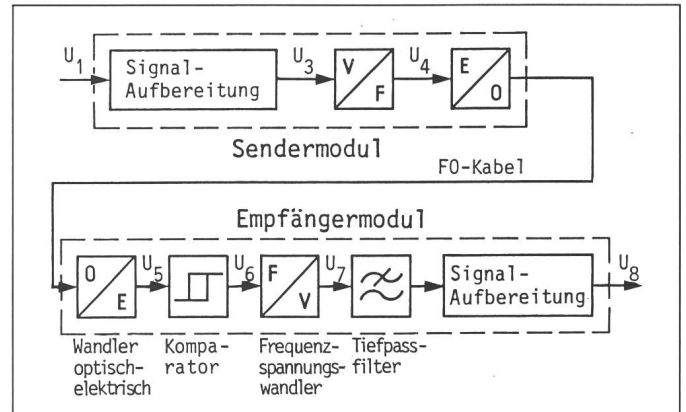 U1
Signal-
Aufbereitung
U3
V
F
U4
E
O
Sendermodul
FO-Kabel
Empfängermodul
O
E
U5
U6
F
V
U7
Signal-
Aufbereitung
U8
Wandler
optisch-
elektrisch
Kompa-
rator
Frequenz-
spannungs-
wandler
Tiefpass-
filter